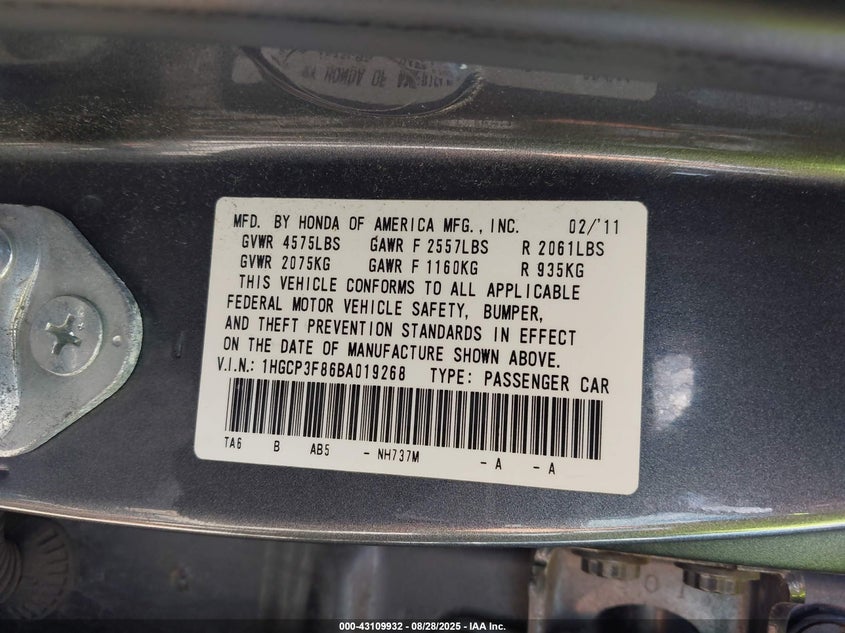 MFD. BY HONDA OF AMERICA MFG., INC. 02/'11
GVWR 4575LBS GAWR F 2557LBS R 2061LBS
GVWR 2075KG GAWR F 1160KG R 935KG
THIS VEHICLE CONFORMS TO ALL APPLICABLE
FEDERAL MOTOR VEHICLE SAFETY, BUMPER,
AND THEFT PREVENTION STANDARDS IN EFFECT
ON THE DATE OF MANUFACTURE SHOWN ABOVE.
V.I.N.: 1HGCP3F86BA019268 TYPE: PASSENGER CAR
TA6 B AB5 - NH737M - A - A
000-43109932 - 08/28/2025 - IAA Inc.